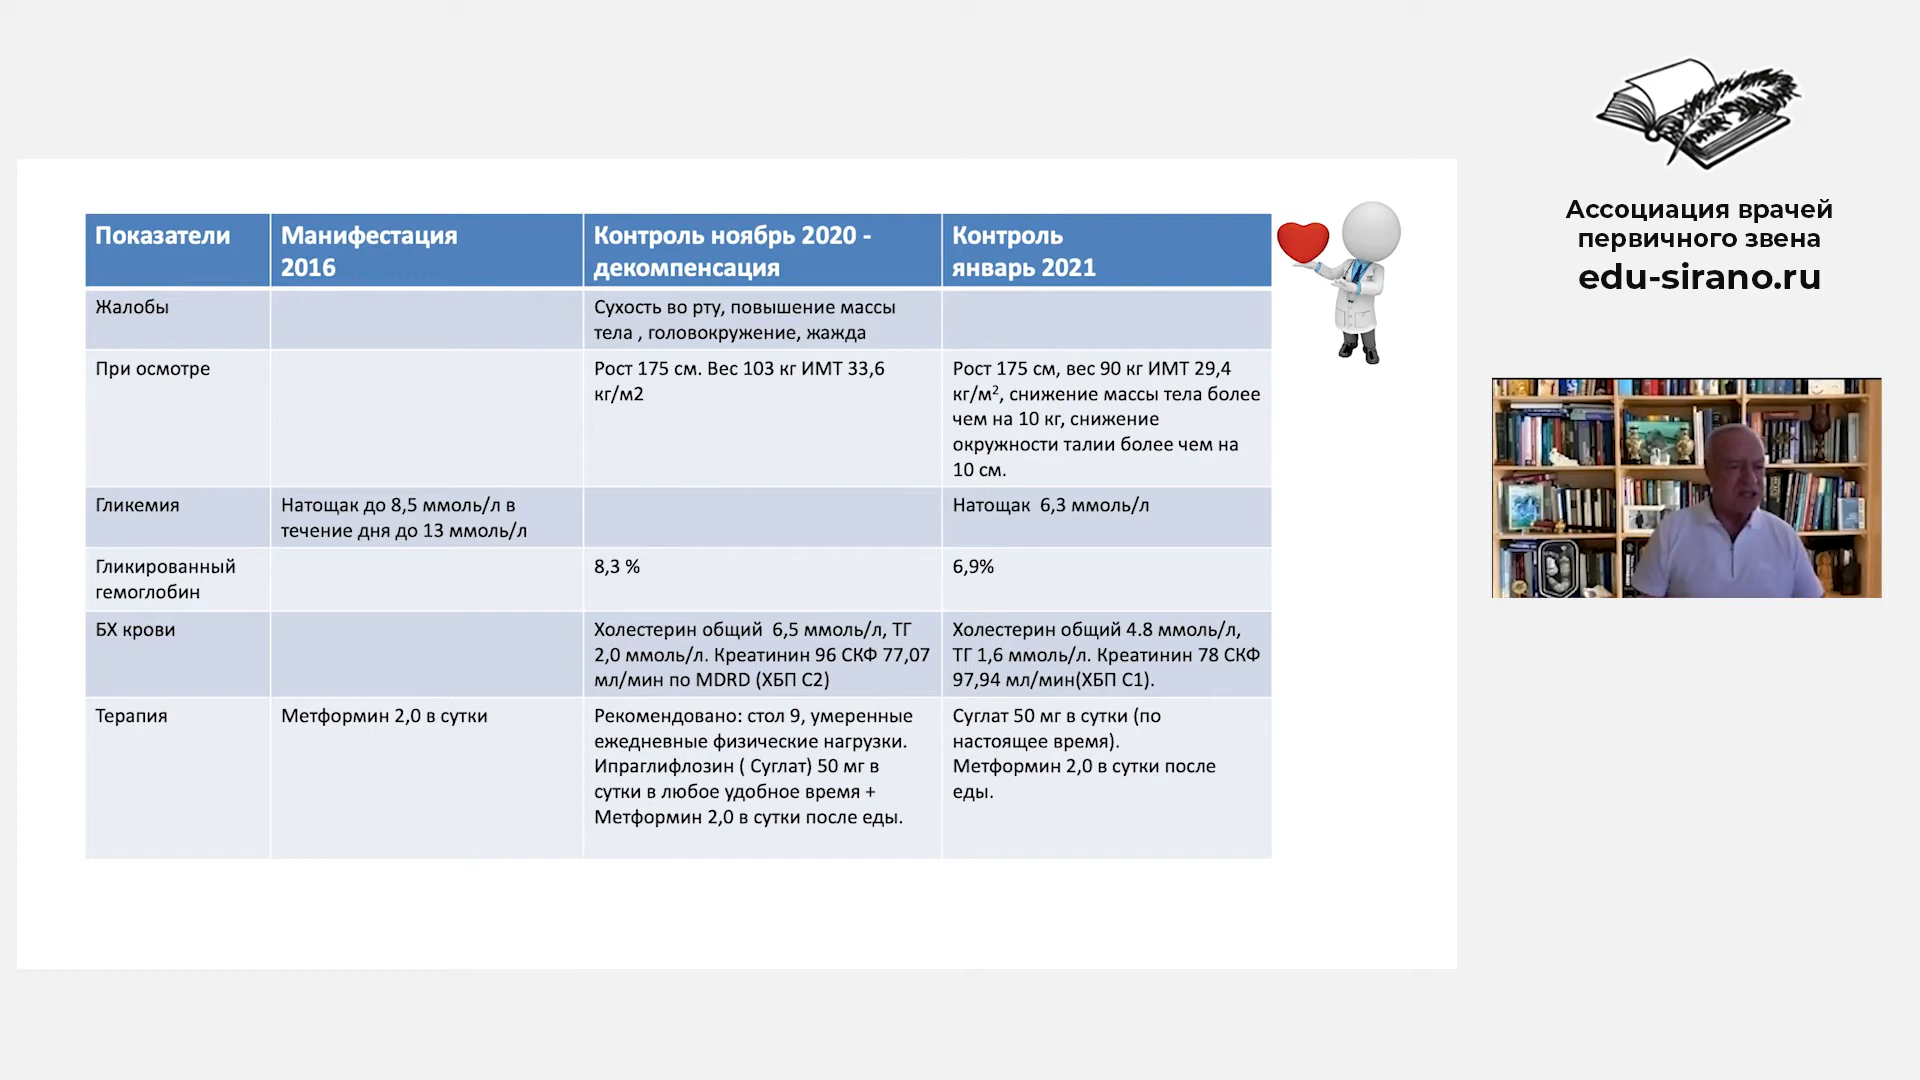 Показатели
Манифестация
2016
Контроль ноябрь 2020 -
декомпенсация
Контроль
январь 2021
Жалобы
Сухость во рту, повышение массы
тела , головокружение, жажда
При осмотре
Рост 175 см. Вес 103 кг ИМТ 33,6
кг/м2
Рост 175 см, вес 90 кг ИМТ 29,4
кг/м², снижение массы тела более
чем на 10 кг, снижение
окружности талии более чем на
10 см.
Гликемия
Натощак до 8,5 ммоль/л в
течение дня до 13 ммоль/л
Натощак  6,3 ммоль/л
Гликированный
гемоглобин
8,3 %
6,9%
БХ крови
Холестерин общий  6,5 ммоль/л, ТГ
2,0 ммоль/л. Креатинин 96 СКФ 77,07
мл/мин по MDRD (ХБП С2)
Холестерин общий 4.8 ммоль/л,
ТГ 1,6 ммоль/л. Креатинин 78 СКФ
97,94 мл/мин(ХБП С1).
Терапия
Метформин 2,0 в сутки
Рекомендовано: стол 9, умеренные
ежедневные физические нагрузки.
Ипраглифлозин ( Суглат) 50 мг в
сутки в любое удобное время +
Метформин 2,0 в сутки после еды.
Суглат 50 мг в сутки (по
настоящее время).
Метформин 2,0 в сутки после
еды.
Ассоциация врачей
первичного звена
edu-sirano.ru